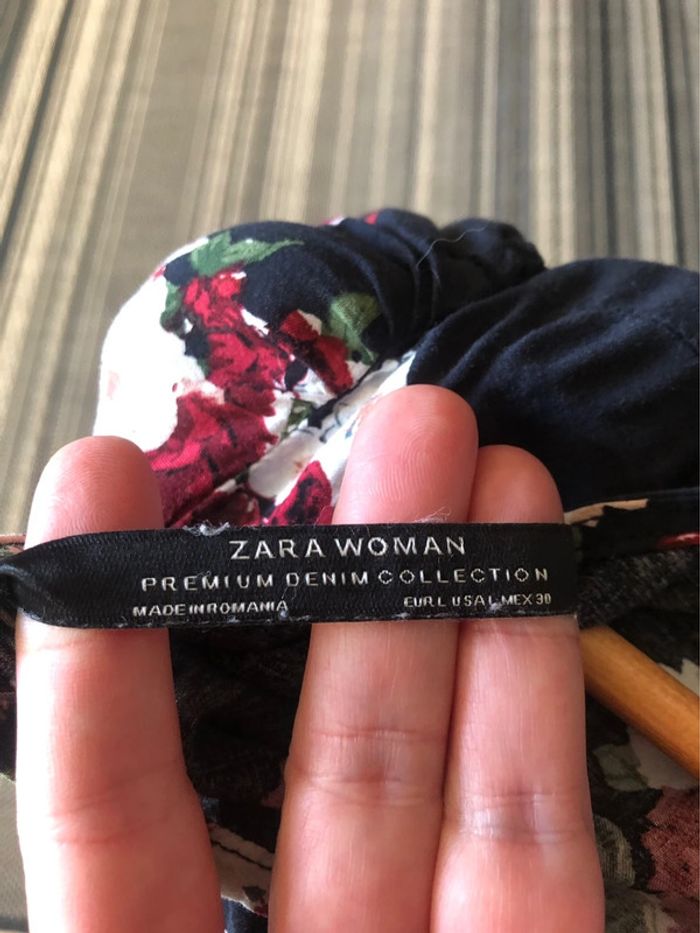 ZARA WOMAN
PREMIUM DENIM COLLECTION
MADE IN ROMANIA EUR L USA L MEX 30